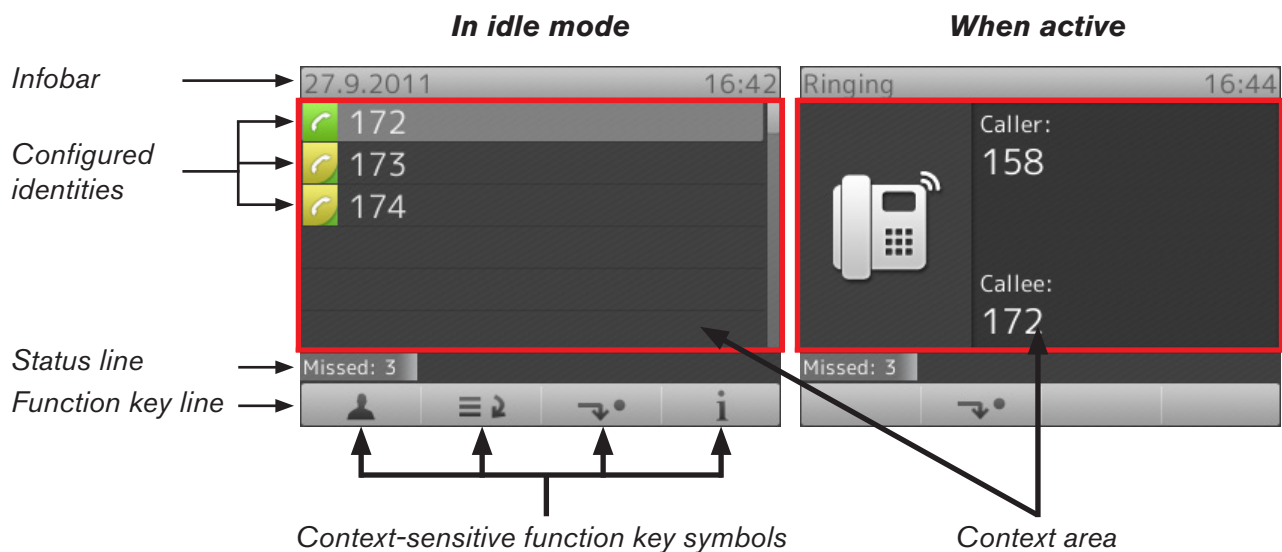 In idle mode
When active
Infobar
27.9.2011 16:42
Ringing 16:44
Configured
identities
172
173
174
Caller:
158
Callee:
172
Status line
Missed: 3
Missed: 3
Function key line
Context-sensitive function key symbols
Context area